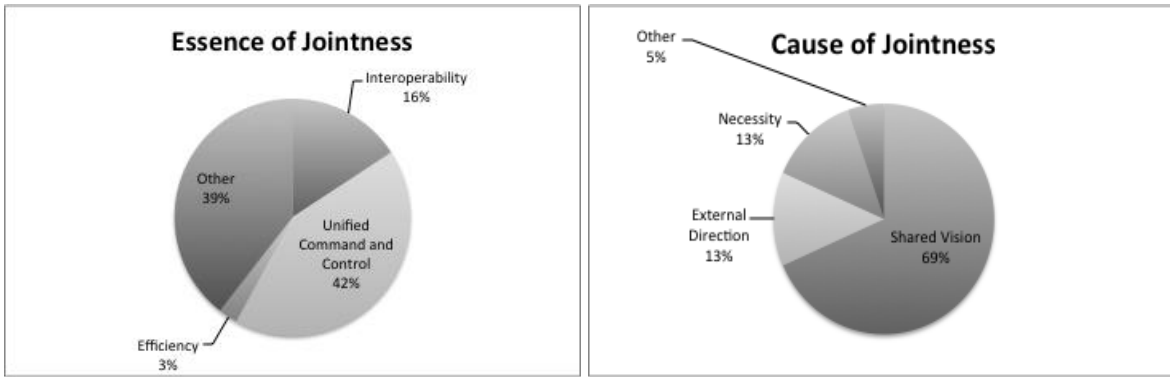 Essence of Jointness
Interoperability
16%
Other
39%
Unified
Command and
Control
42%
Efficiency
3%
Cause of Jointness
Other
5%
Necessity
13%
External
Direction
13%
Shared Vision
69%